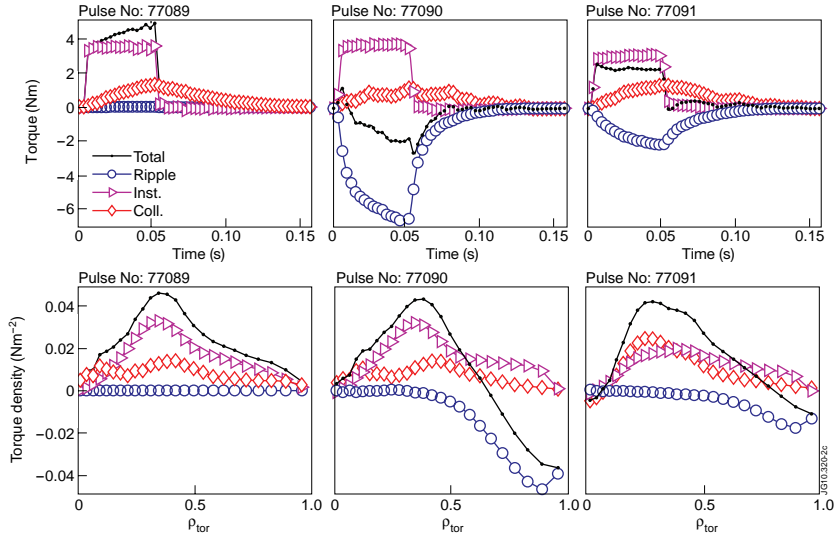 Pulse No: 77089
Pulse No: 77090
Pulse No: 77091
Torque (Nm)
4
2
0
-2
-4
-6
Total
Ripple
Inst.
Coll.
0
0.05
0.10
0.15
0
0.05
0.10
0.15
0
0.05
0.10
0.15
Time (s)
Time (s)
Time (s)
Pulse No: 77089
Pulse No: 77090
Pulse No: 77091
Torque density (Nm-2)
0.04
0.02
0
-0.02
-0.04
0
0.5
1.0
0
0.5
1.0
0
0.5
1.0
ρtor
ρtor
ρtor
JG10.320-2c